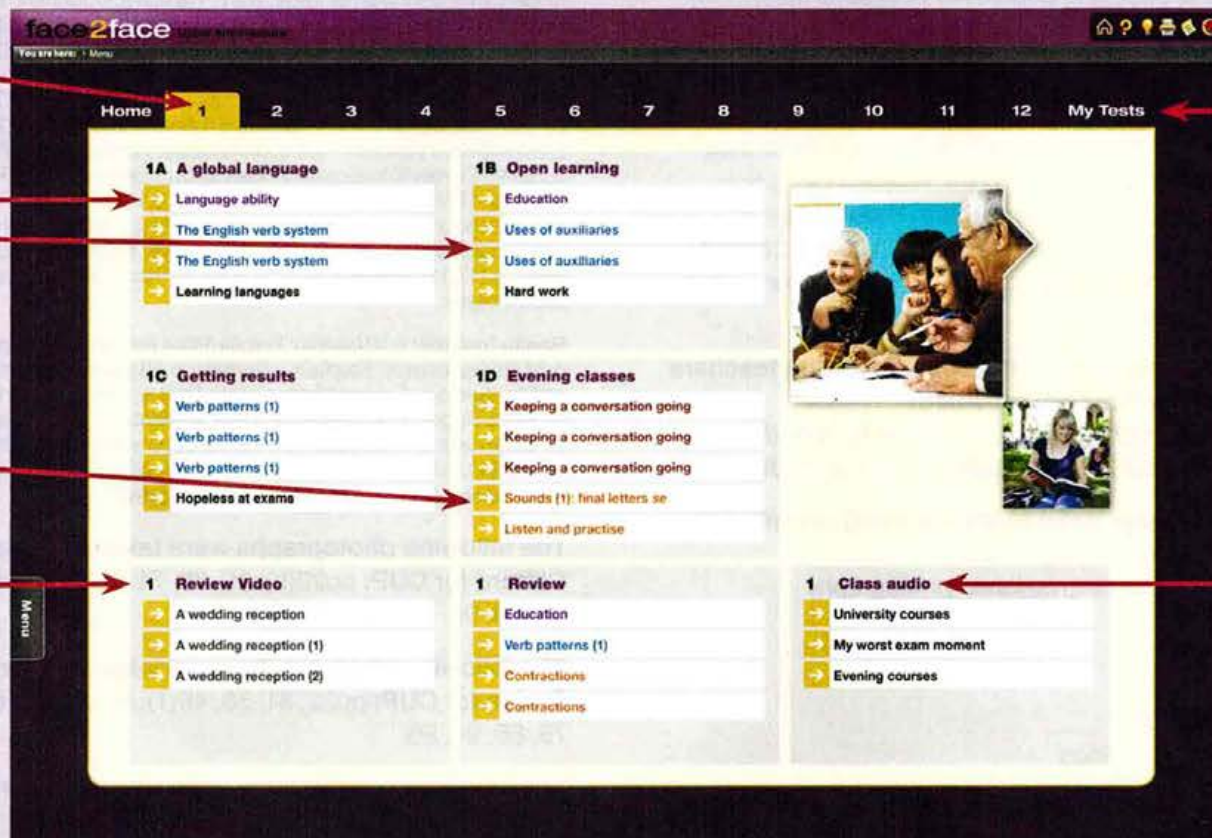 face2face
You are here: › Menu
Home 1 2 3 4 5 6 7 8 9 10 11 12 My Tests
1A A global language
Language ability
The English verb system
The English verb system
Learning languages
1B Open learning
Education
Uses of auxiliaries
Uses of auxiliaries
Hard work
1C Getting results
Verb patterns (1)
Verb patterns (1)
Verb patterns (1)
Hopeless at exams
1D Evening classes
Keeping a conversation going
Keeping a conversation going
Keeping a conversation going
Sounds (1): final letters se
Listen and practise
Menu
1 Review Video
A wedding reception
A wedding reception (1)
A wedding reception (2)
1 Review
Education
Verb patterns (1)
Contractions
Contractions
1 Class audio
University courses
My worst exam moment
Evening courses